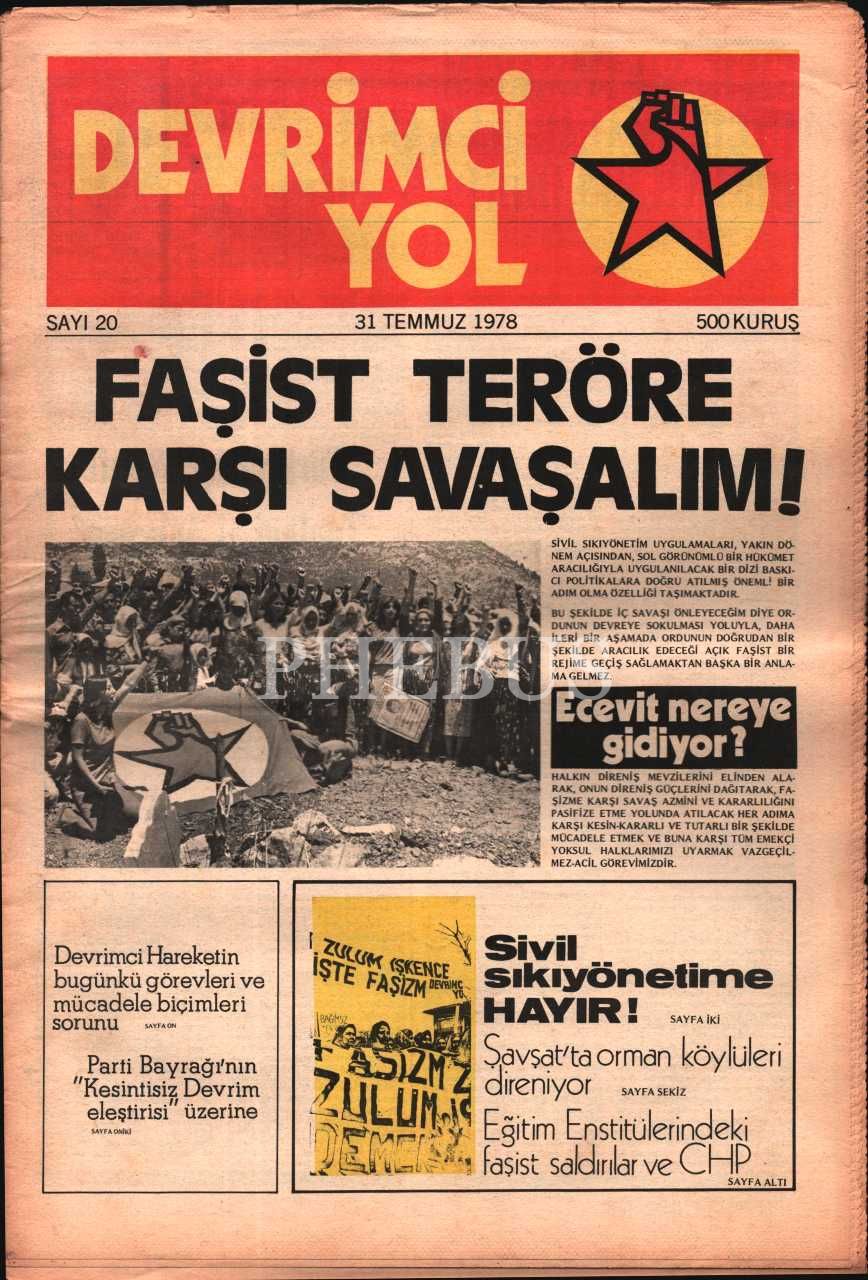 DEVRİMCİ
YOL
SAYI 20
31 TEMMUZ 1978
500 KURUŞ
FAŞİST TERÖRE
KARŞI SAVAŞALIM!
SİVİL SIKIYÖNETİM UYGULAMALARI, YAKIN DÖ-
NEM AÇISINDAN, SOL GÖRÜNÜMLÜ BİR HÜKÜMET
ARACILIĞIYLA UYGULANILACAK BİR DİZİ BASKI-
CI POLİTİKALARA DOĞRU ATILMIŞ ÖNEMLİ BİR
ADIM OLMA ÖZELLİĞİ TAŞIMAKTADIR.
BU ŞEKİLDE İÇ SAVAŞI ÖNLEYECEĞİM DİYE OR-
DUNUN DEVREYE SOKULMASI YOLUYLA, DAHA
İLERİ BİR AŞAMADA ORDUNUN DOĞRUDAN BİR
ŞEKİLDE ARACILIK EDECEĞİ AÇIK FAŞİST BİR
REJİME GEÇİŞ SAĞLAMAKTAN BAŞKA BİR ANLA-
MA GELMEZ.
PHEBUS
Ecevit nereye
gidiyor?
HALKIN DİRENİŞ MEVZİLERİNİ ELİNDEN ALA-
RAK, ONUN DİRENİŞ GÜÇLERİNİ DAĞITARAK, FA-
ŞİZME KARŞI SAVAŞ AZMİNİ VE KARARLILIĞINI
PASİFİZE ETME YOLUNDA ATILACAK HER ADIMA
KARŞI KESİN-KARARLI VE TUTARLI BİR ŞEKİLDE
MÜCADELE ETMEK VE BUNA KARŞI TÜM EMEKÇİ
YOKSUL HALKLARIMIZI UYARMAK VAZGEÇİL-
MEZ-ACİL GÖREVİMİZDİR.
Devrimci Hareketin
bugünkü görevleri ve
mücadele biçimleri
sorunu SAYFA ON
Parti Bayrağı'nın
"Kesintisiz Devrim
eleştirisi" üzerine
SAYFA ONİKİ
ZULUM İŞKENCE
İŞTE FAŞİZM DEVRİMC
YO
BAĞIMSIZ
FAŞİZM Z
ZULUM İŞ
DEMEK
Sivil
sıkıyönetime
HAYIR! SAYFA İKİ
Şavşat'ta orman köylüleri
direniyor SAYFA SEKİZ
Eğitim Enstitülerindeki
faşist saldırılar ve CHP
SAYFA ALTI